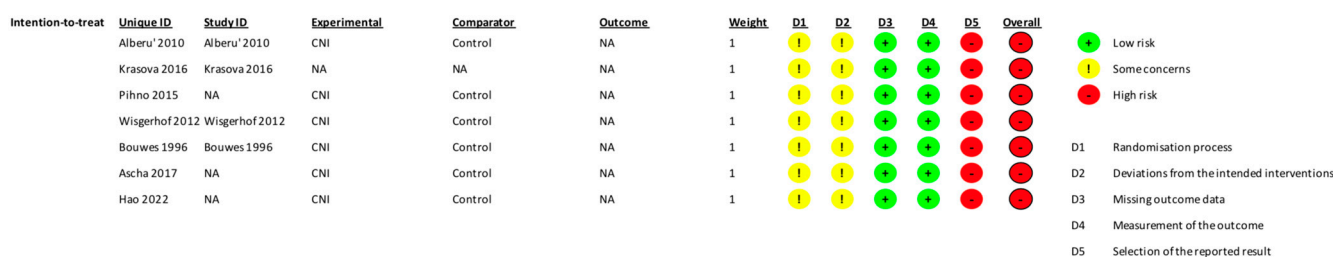 Intention-to-treat Unique ID Study ID Experimental Comparator Outcome Weight D1 D2 D3 D4 D5 Overall
Alberu' 2010 Alberu' 2010 CNI Control NA 1 ! ! + + - - + Low risk
Krasova 2016 Krasova 2016 NA NA NA 1 ! ! + + - - ! Some concerns
Pihno 2015 NA CNI Control NA 1 ! ! + + - - - High risk
Wisgerhof 2012 Wisgerhof 2012 CNI Control NA 1 ! ! + + - -
Bouwes 1996 Bouwes 1996 CNI Control NA 1 ! ! + + - - D1 Randomisation process
Ascha 2017 NA CNI Control NA 1 ! ! + + - - D2 Deviations from the intended interventions
Hao 2022 NA CNI Control NA 1 ! ! + + - - D3 Missing outcome data
D4 Measurement of the outcome
D5 Selection of the reported result